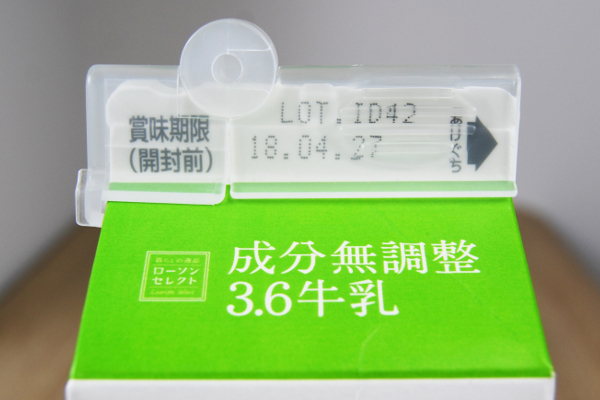 賞味期限
(開封前)
LOT.ID42
18.04.27
あけぐち
ローソン
セレクト
成分無調整
3.6牛乳